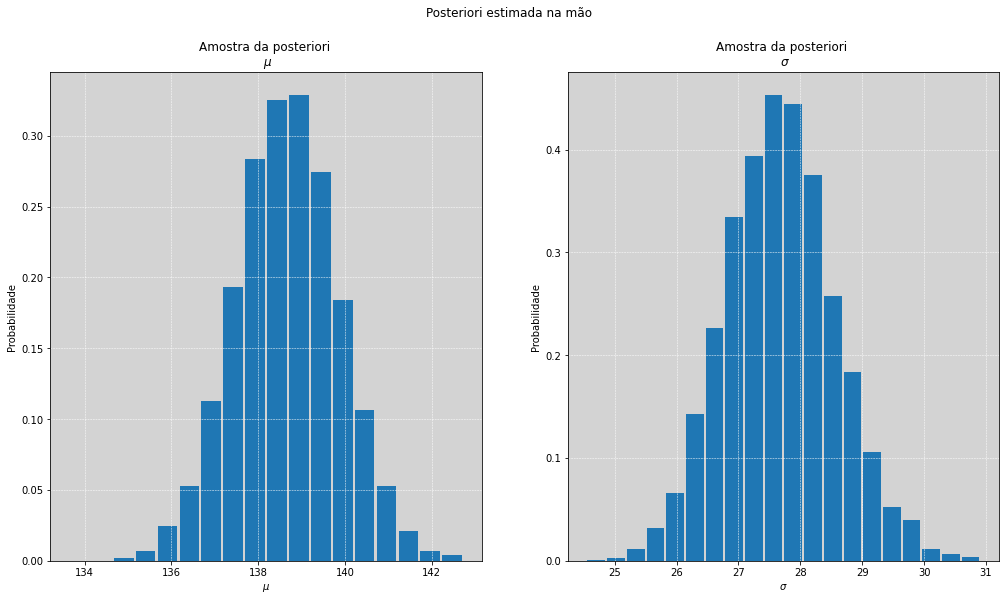 Posteriori estimada na mão
Amostra da posteriori
μ
Probabilidade
0.30
0.25
0.20
0.15
0.10
0.05
0.00
134 136 138 140 142
μ
Amostra da posteriori
σ
Probabilidade
0.4
0.3
0.2
0.1
0.0
25 26 27 28 29 30 31
σ